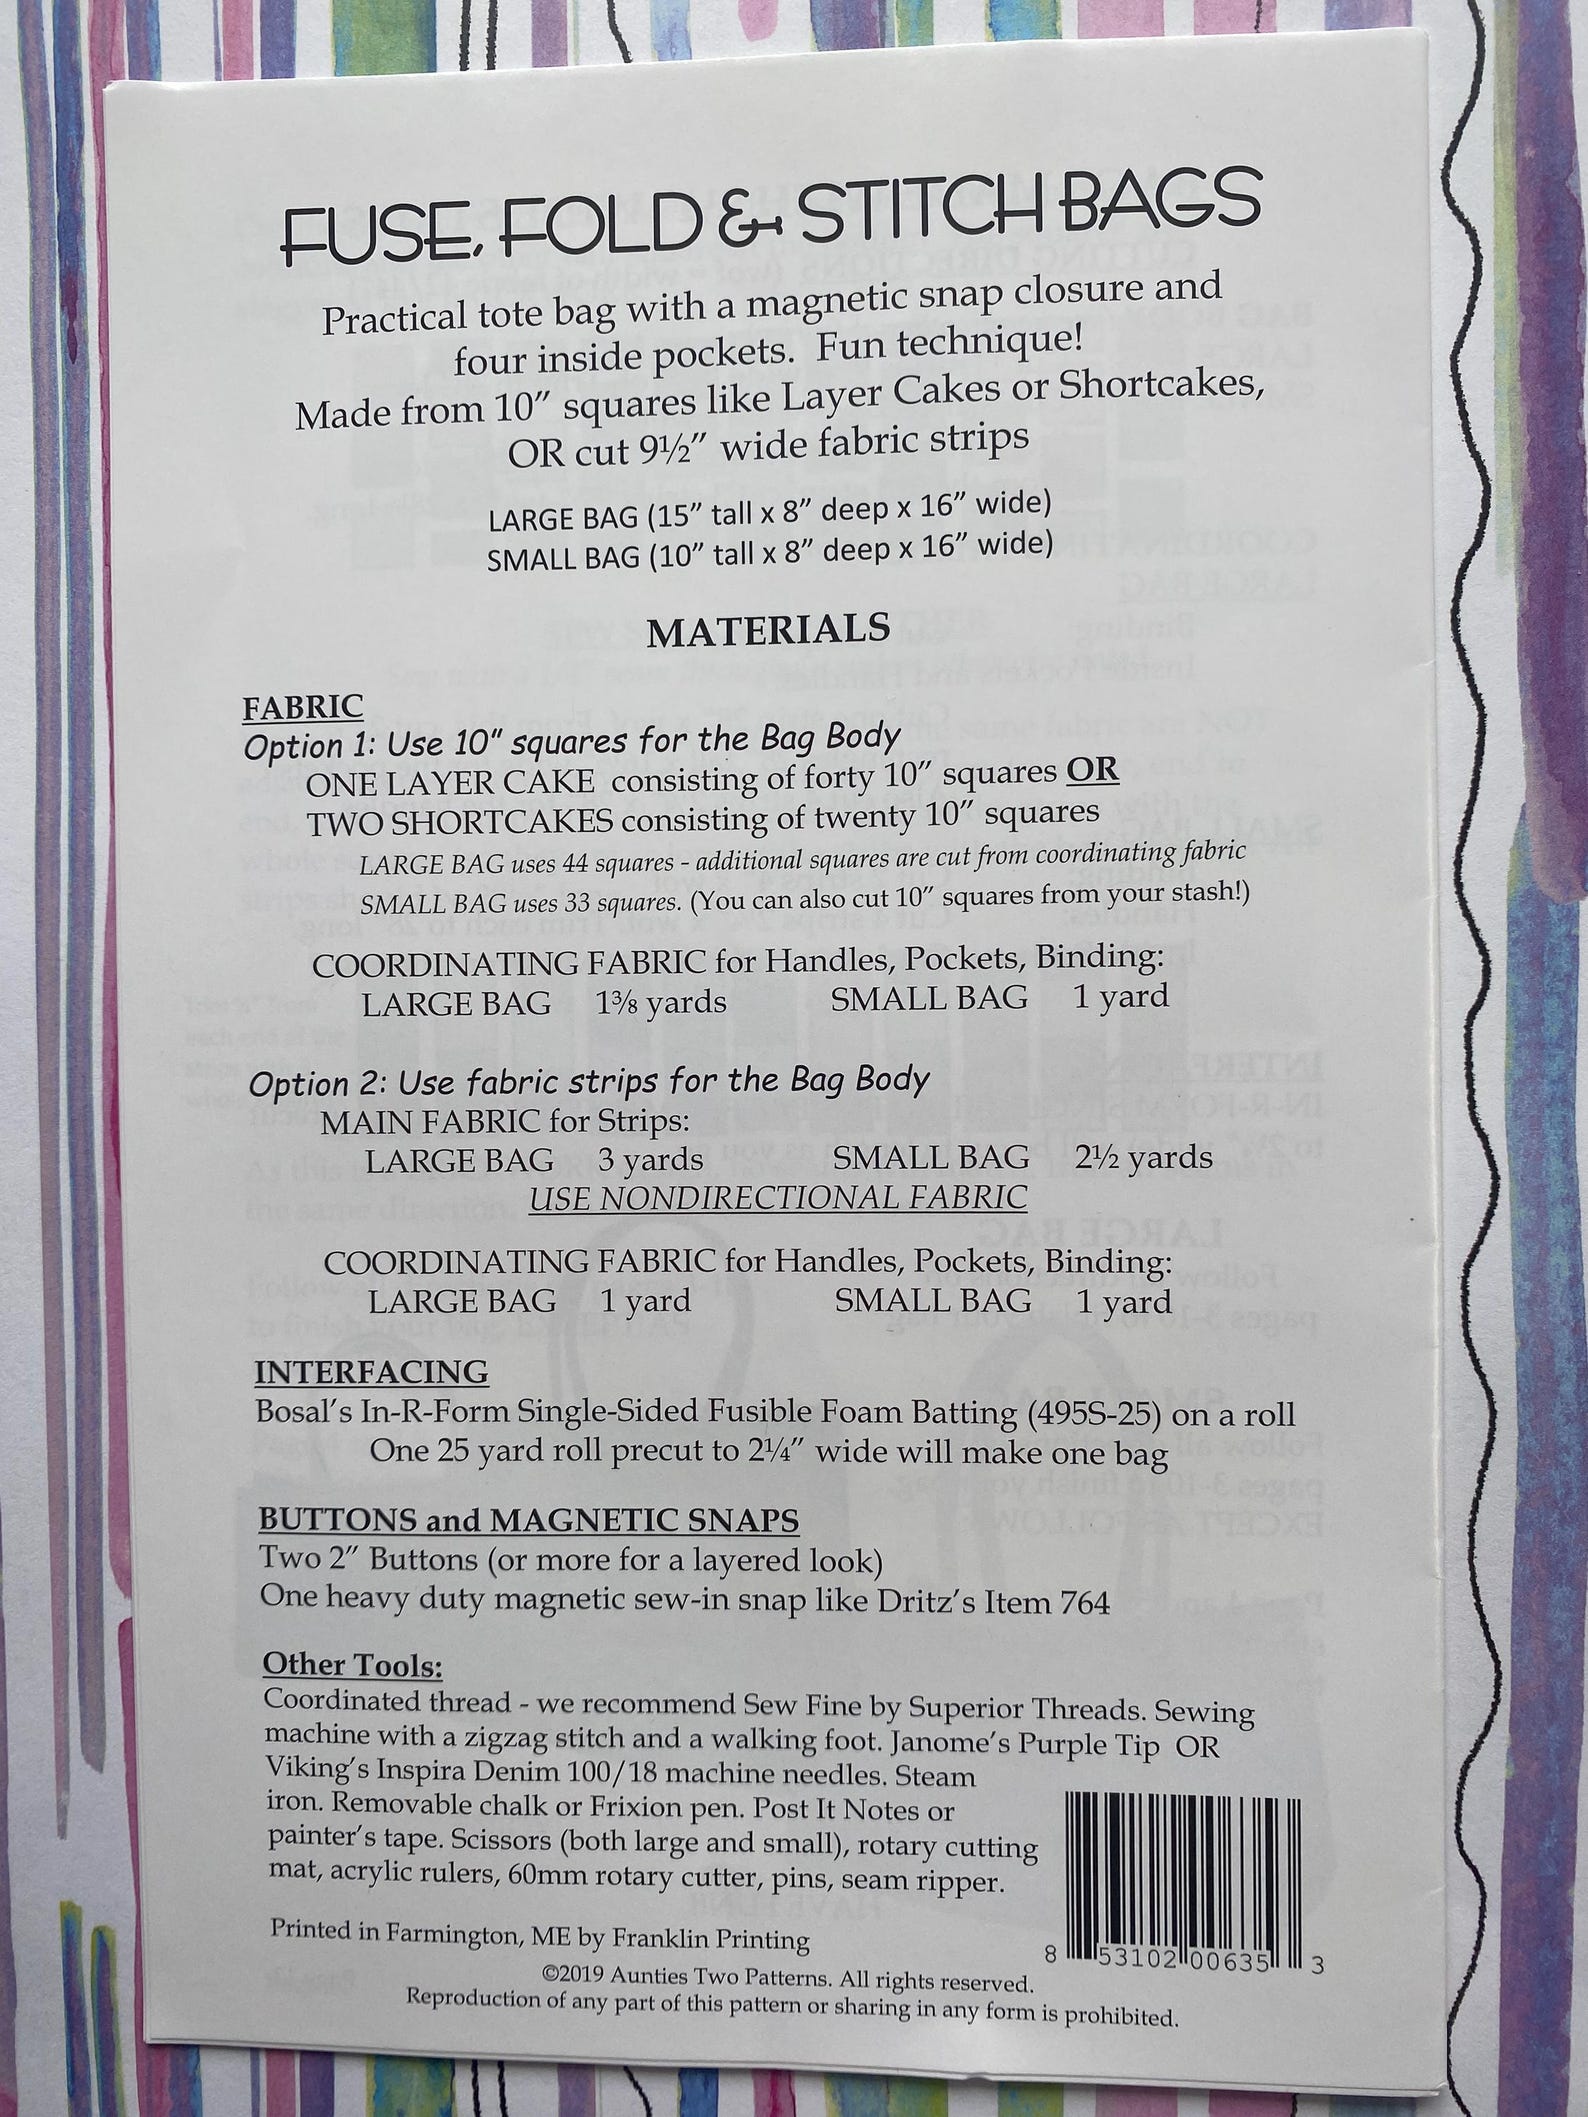 FUSE, FOLD & STITCH BAGS
Practical tote bag with a magnetic snap closure and
four inside pockets. Fun technique!
Made from 10” squares like Layer Cakes or Shortcakes,
OR cut 9½” wide fabric strips
LARGE BAG (15” tall x 8” deep x 16” wide)
SMALL BAG (10” tall x 8” deep x 16” wide)
MATERIALS
FABRIC
Option 1: Use 10" squares for the Bag Body
ONE LAYER CAKE consisting of forty 10” squares OR
TWO SHORTCAKES consisting of twenty 10” squares
LARGE BAG uses 44 squares - additional squares are cut from coordinating fabric
SMALL BAG uses 33 squares. (You can also cut 10” squares from your stash!)
COORDINATING FABRIC for Handles, Pockets, Binding:
LARGE BAG 1⅜ yards SMALL BAG 1 yard
Option 2: Use fabric strips for the Bag Body
MAIN FABRIC for Strips:
LARGE BAG 3 yards SMALL BAG 2½ yards
USE NONDIRECTIONAL FABRIC
COORDINATING FABRIC for Handles, Pockets, Binding:
LARGE BAG 1 yard SMALL BAG 1 yard
INTERFACING
Bosal’s In-R-Form Single-Sided Fusible Foam Batting (495S-25) on a roll
One 25 yard roll precut to 2¼” wide will make one bag
BUTTONS and MAGNETIC SNAPS
Two 2” Buttons (or more for a layered look)
One heavy duty magnetic sew-in snap like Dritz’s Item 764
Other Tools:
Coordinated thread - we recommend Sew Fine by Superior Threads. Sewing
machine with a zigzag stitch and a walking foot. Janome’s Purple Tip OR
Viking’s Inspira Denim 100/18 machine needles. Steam
iron. Removable chalk or Frixion pen. Post It Notes or
painter’s tape. Scissors (both large and small), rotary cutting
mat, acrylic rulers, 60mm rotary cutter, pins, seam ripper.
Printed in Farmington, ME by Franklin Printing
8 53102 00635 3
©2019 Aunties Two Patterns. All rights reserved.
Reproduction of any part of this pattern or sharing in any form is prohibited.